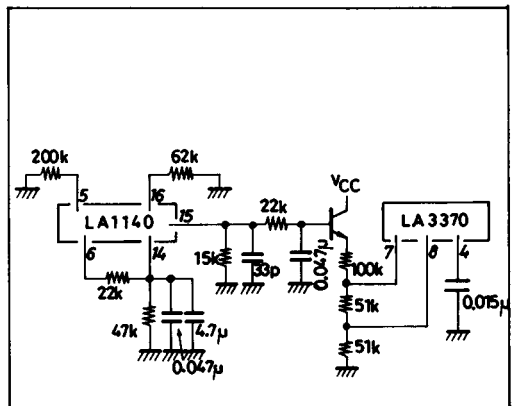 200k
62k
5
16
15
LA1140
6
14
22k
VCC
LA3370
7
8
4
22k
15k
33p
0.047μ
100k
51k
51k
0.015μ
47k
4.7μ
0.047μ